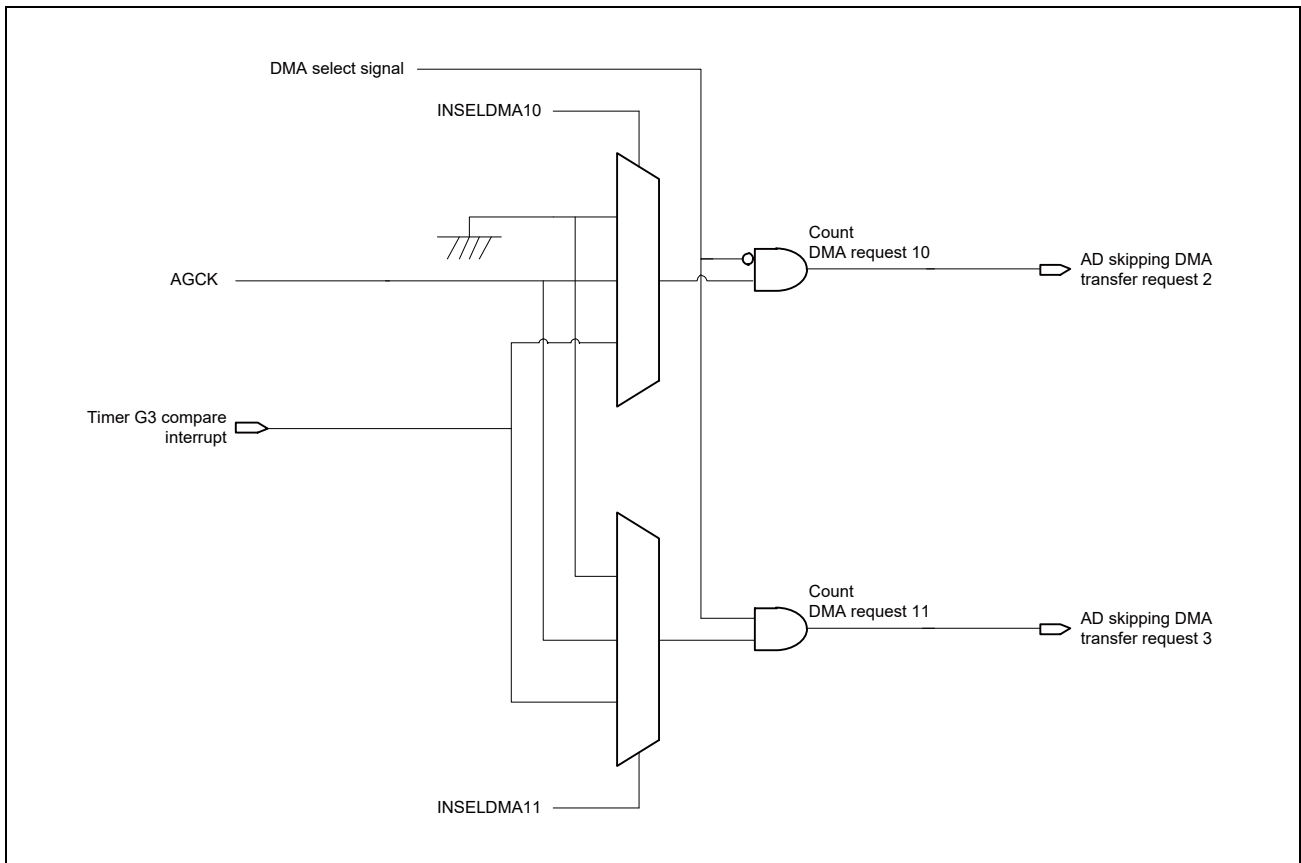 DMA select signal
INSELDMA10
Count
DMA request 10
AD skipping DMA
transfer request 2
AGCK
Timer G3 compare
interrupt
Count
DMA request 11
AD skipping DMA
transfer request 3
INSELDMA11